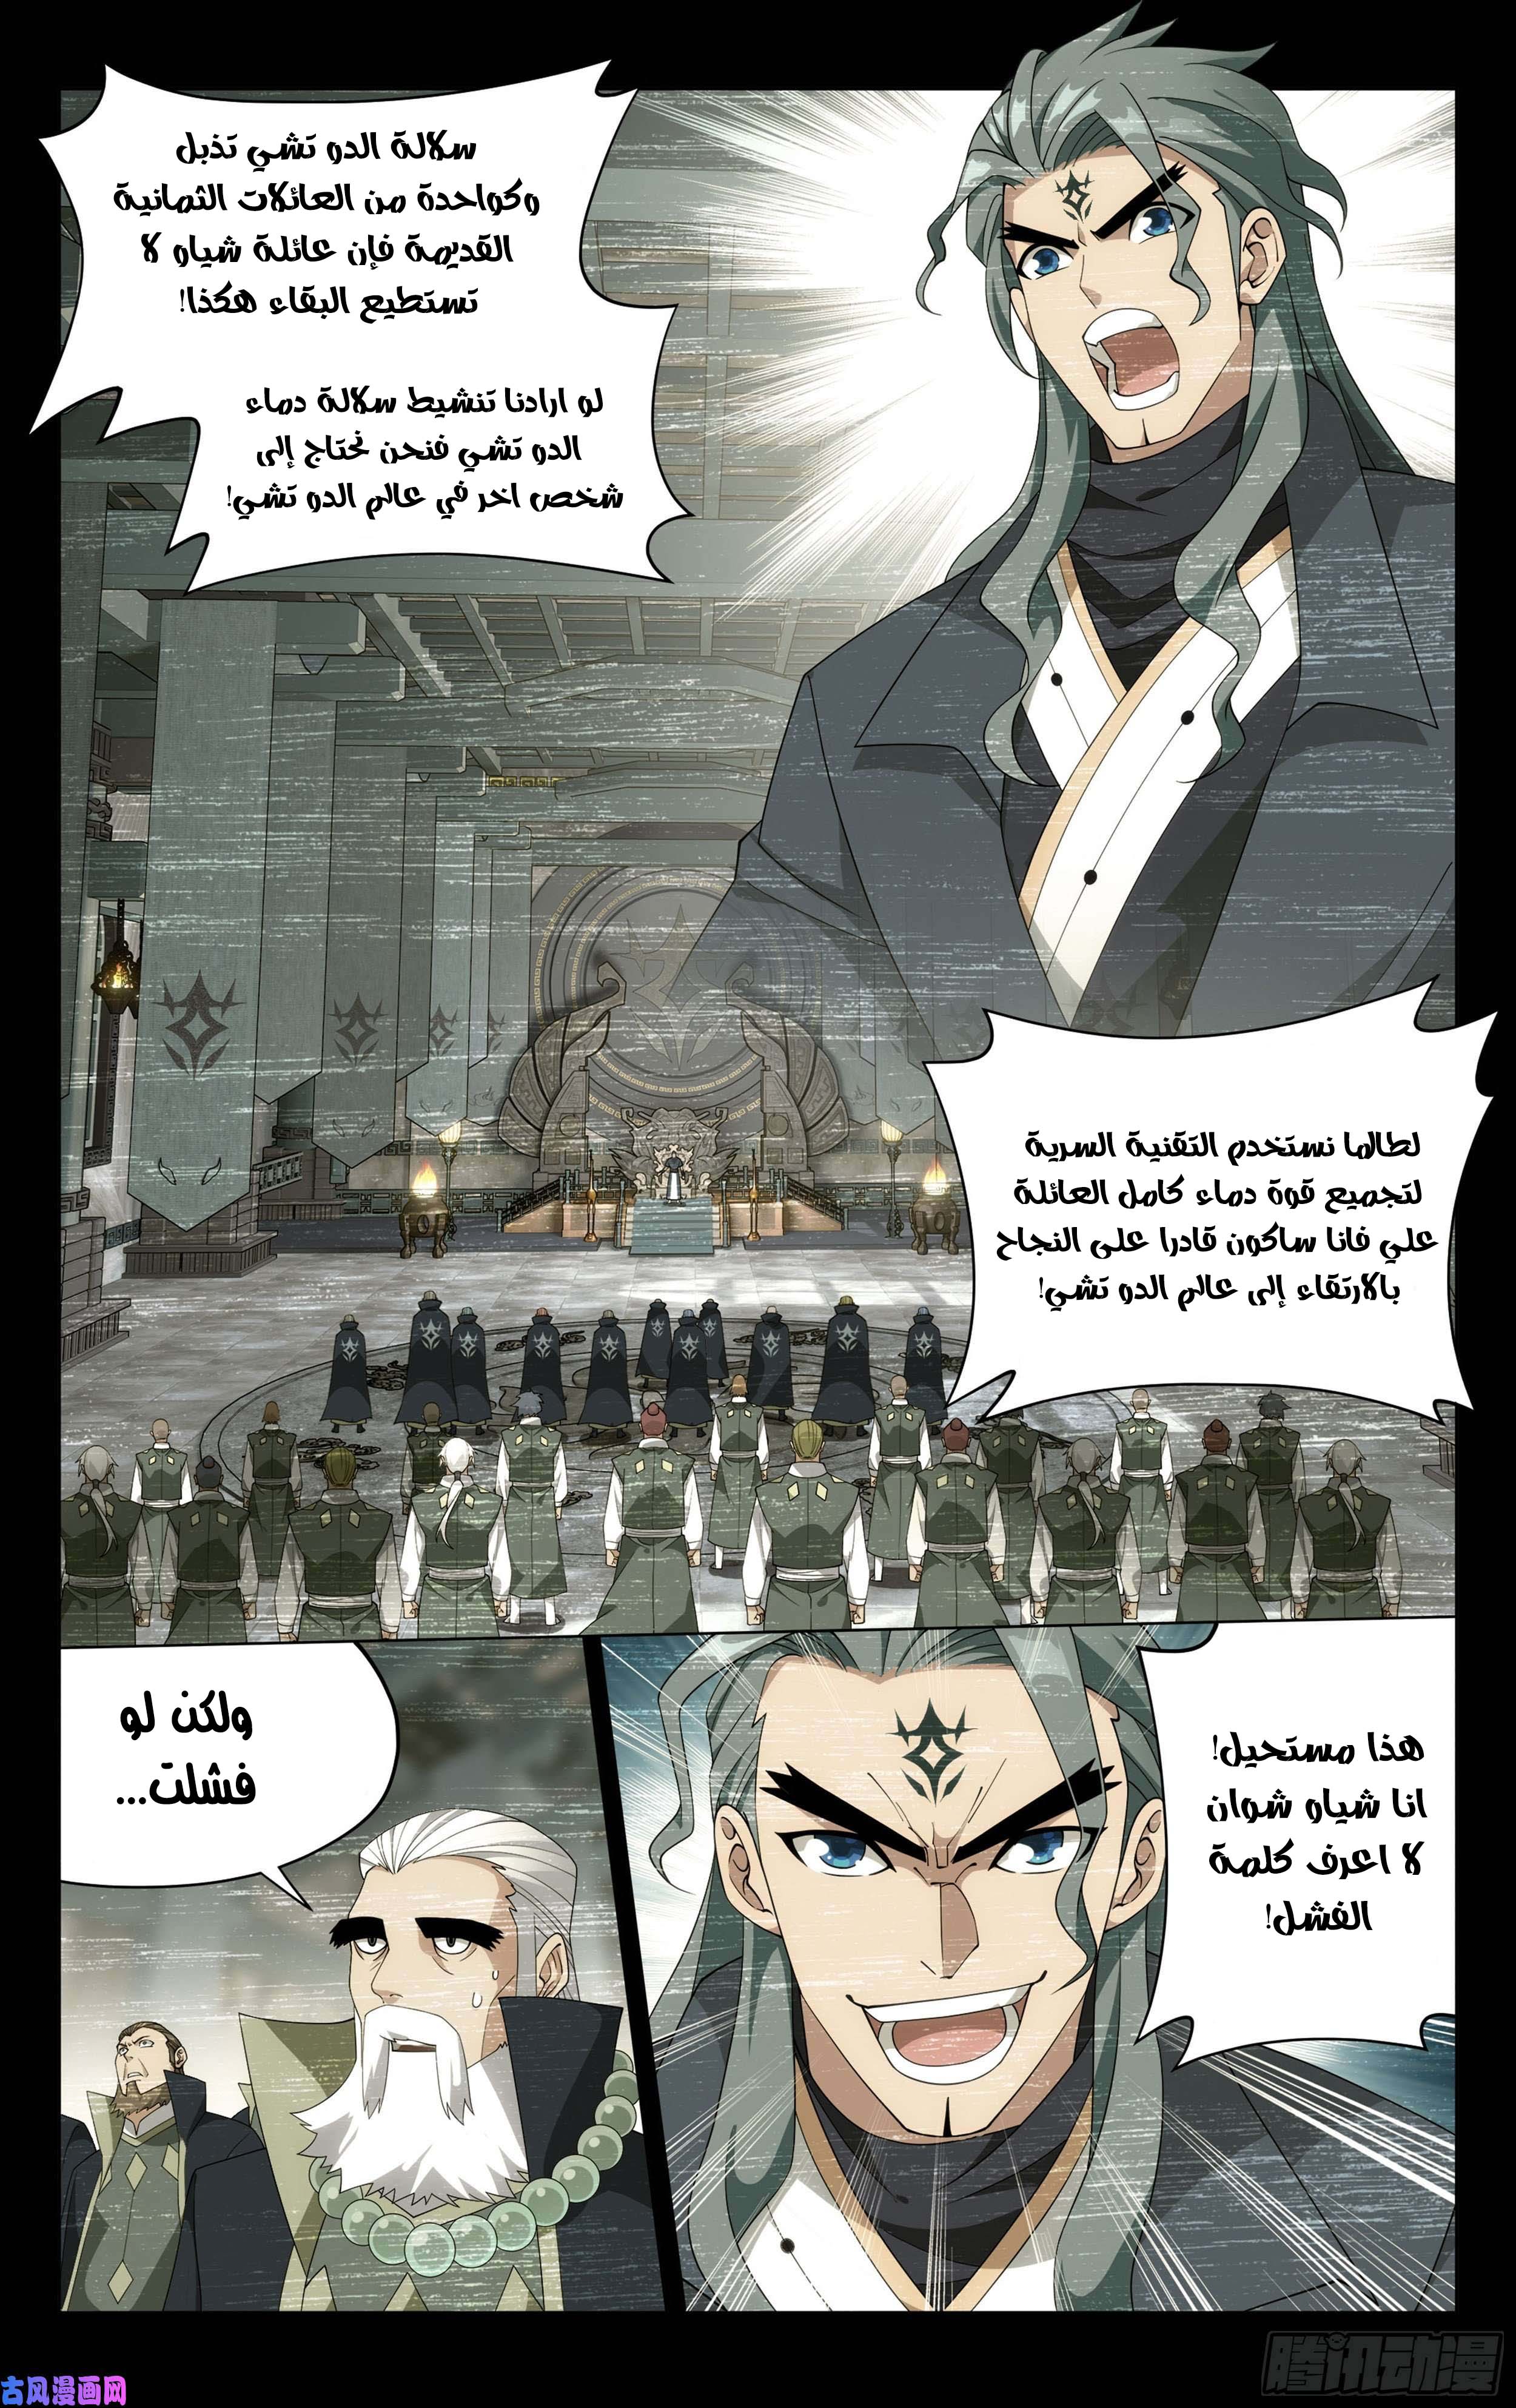 سلالة الدو تشي تذبل
وكواحدة من العائلات الثمانية
القديمة فإن عائلة شياو لا
تستطيع البقاء هكذا!
لو ارادنا تنشيط سلالة دماء
الدو تشي فنحن نحتاج إلى
شخص اخر في عالم الدو تشي!
لطالما نستخدم التقنية السرية
لتجميع قوة دماء كامل العائلة
علي فانا ساكون قادرا على النجاح
بالارتقاء إلى عالم الدو تشي!
هذا مستحيل!
انا شياو شوان
لا اعرف كلمة
الفشل!
ولكن لو
فشلت...
古风漫画网
腾讯动漫